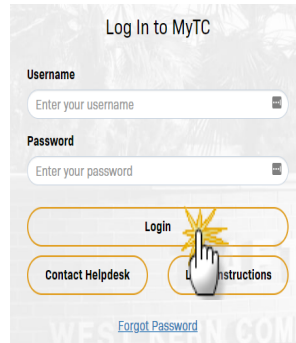 Log In to MyTC
Username
Enter your username
Password
Enter your password
Login
Contact Helpdesk
Forgot Password